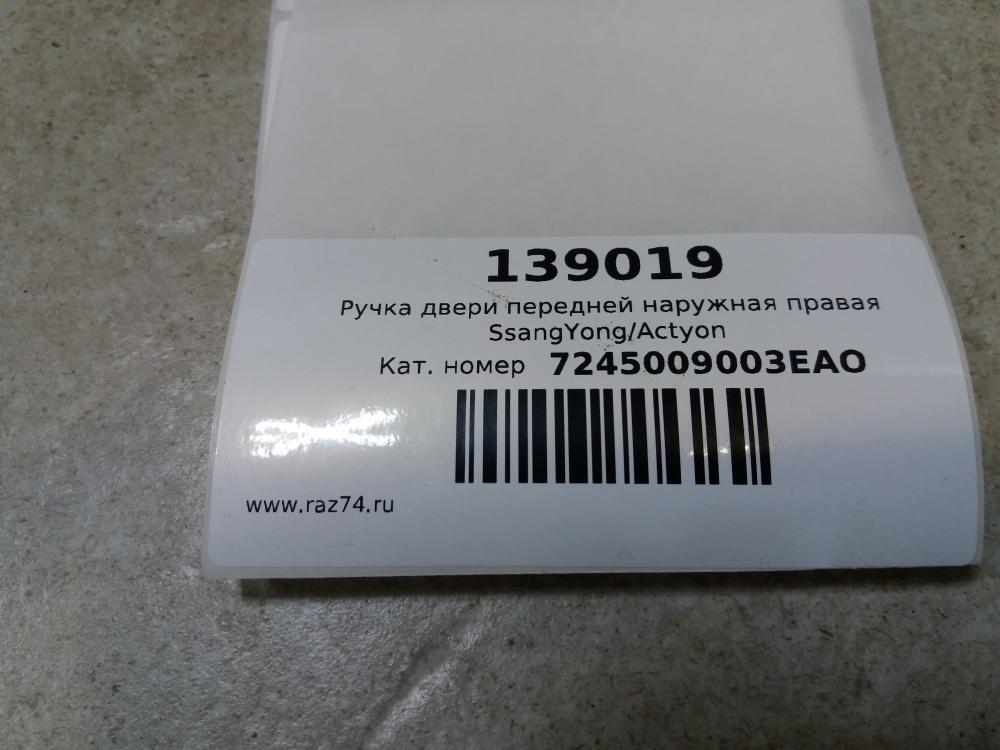 139019
Ручка двери передней наружная правая
SsangYong/Actyon
Кат. номер 7245009003EAO
www.raz74.ru